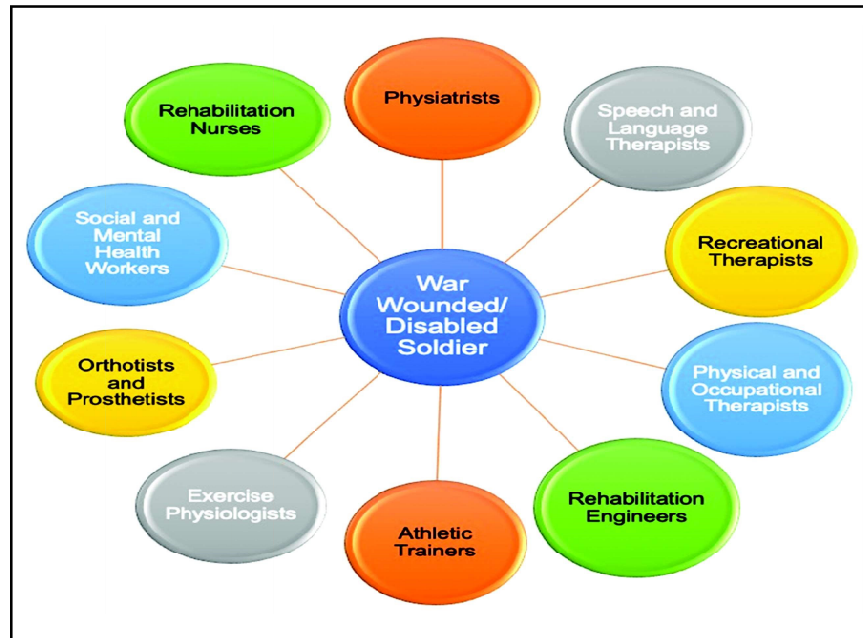 Physiatrists
Speech and
Language
Therapists
Recreational
Therapists
Physical and
Occupational
Therapists
Rehabilitation
Engineers
Athletic
Trainers
Exercise
Physiologists
Orthotists
and
Prosthetists
Social and
Mental
Health
Workers
Rehabilitation
Nurses
War
Wounded/
Disabled
Soldier